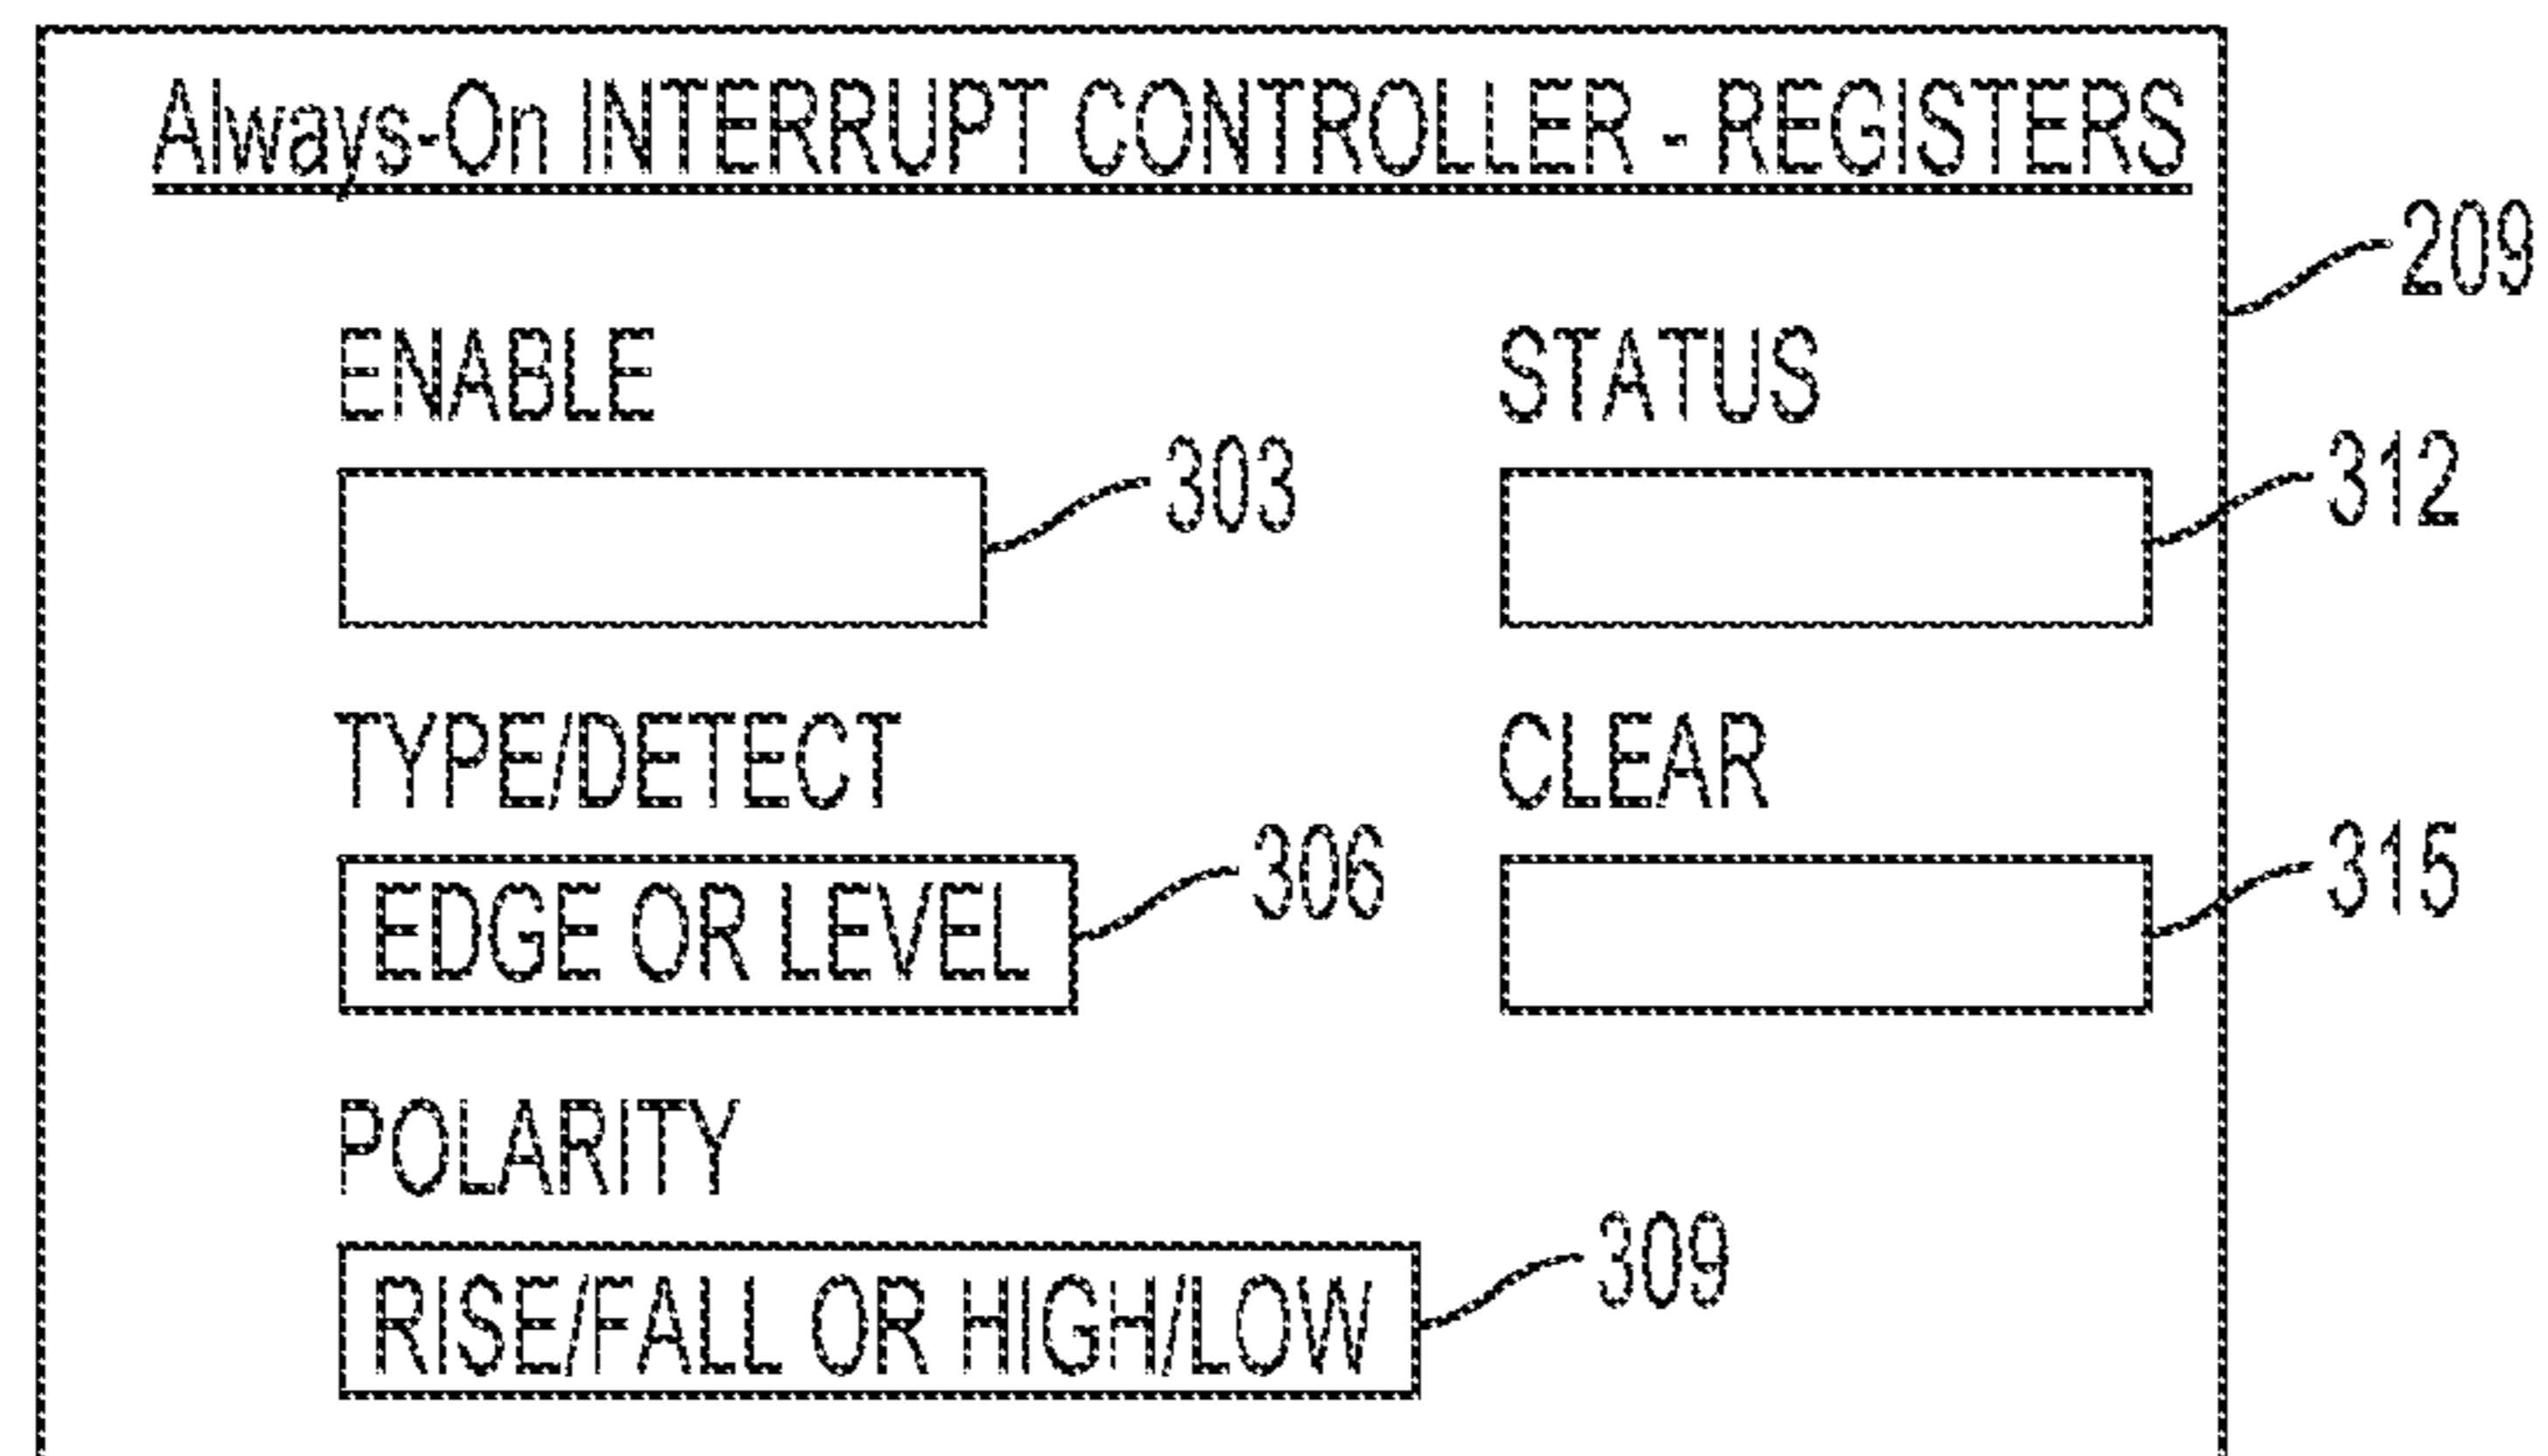 Always-On INTERRUPT CONTROLLER - REGISTERS
209
ENABLE
STATUS
303
312
TYPE/DETECT
CLEAR
EDGE OR LEVEL
306
315
POLARITY
RISE/FALL OR HIGH/LOW
309